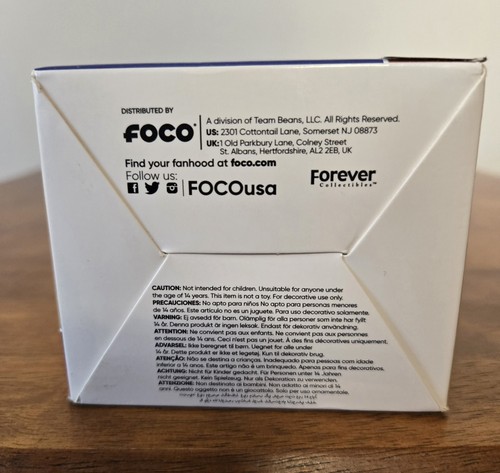 DISTRIBUTED BY
FOCO
A division of Team Beans, LLC. All Rights Reserved.
US: 2301 Cottontail Lane, Somerset NJ 08873
UK: 1 Old Parkbury Lane, Colney Street
St. Albans, Hertfordshire, AL2 2EB, UK
Find your fanhood at foco.com
Follow us:
FOCOusa
Forever
Collectibles™
CAUTION: Not intended for children. Unsuitable for anyone under
the age of 14 years. This item is not a toy. For decorative use only.
PRECAUCIONES: No apto para niños No apto para personas menores
de 14 años. Este artículo no es un juguete. Para uso decorativo solamente.
VARNING: Ej avsedd för barn. Olämplig för alla personer som inte har fyllt
14 år. Denna produkt är ingen leksak. Endast för dekorativ användning.
ATTENTION: Ne convient pas aux enfants. Ne convient pas aux personnes
en dessous de 14 ans. Ceci n'est pas un jouet. À des fins décoratives uniquement.
ADVARSEL: Ikke beregnet til børn. Uegnet for alle under
14 år. Dette produkt er ikke et legetøj. Kun til dekorativ brug.
ATENÇÃO: Não se destina a crianças. Inadequado para pessoas com idade
inferior a 14 anos. Este artigo não é um brinquedo. Apenas para fins decorativos.
ACHTUNG: Nicht für Kinder gedacht. Für Personen unter 14 Jahren
nicht geeignet. Kein Spielzeug. Nur als Dekoration zu verwenden.
ATTENZIONE: Non destinato ai bambini. Non adatto ai minori di 14
anni. Questo oggetto non è un giocattolo. Solo per uso ornamentale.